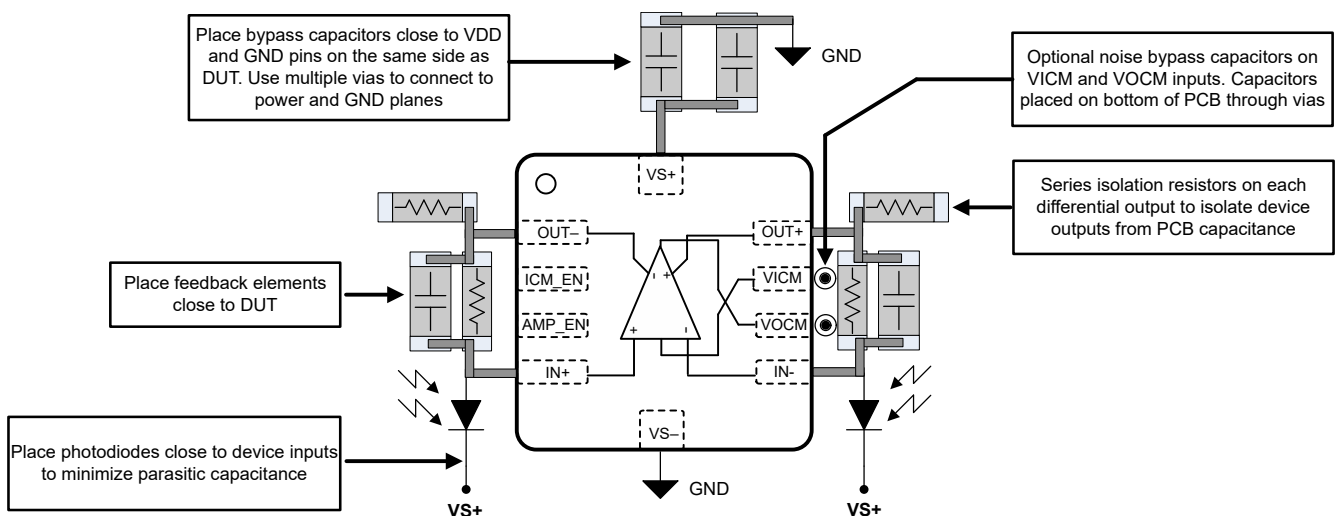 Place bypass capacitors close to VDD
and GND pins on the same side as
DUT. Use multiple vias to connect to
power and GND planes
GND
Optional noise bypass capacitors on
VICM and VOCM inputs. Capacitors
placed on bottom of PCB through vias
VS+
Series isolation resistors on each
differential output to isolate device
outputs from PCB capacitance
OUT–
OUT+
Place feedback elements
close to DUT
ICM_EN
- +
VICM
AMP_EN
+ -
VOCM
IN+
IN-
Place photodiodes close to device inputs
to minimize parasitic capacitance
VS–
GND
VS+
VS+